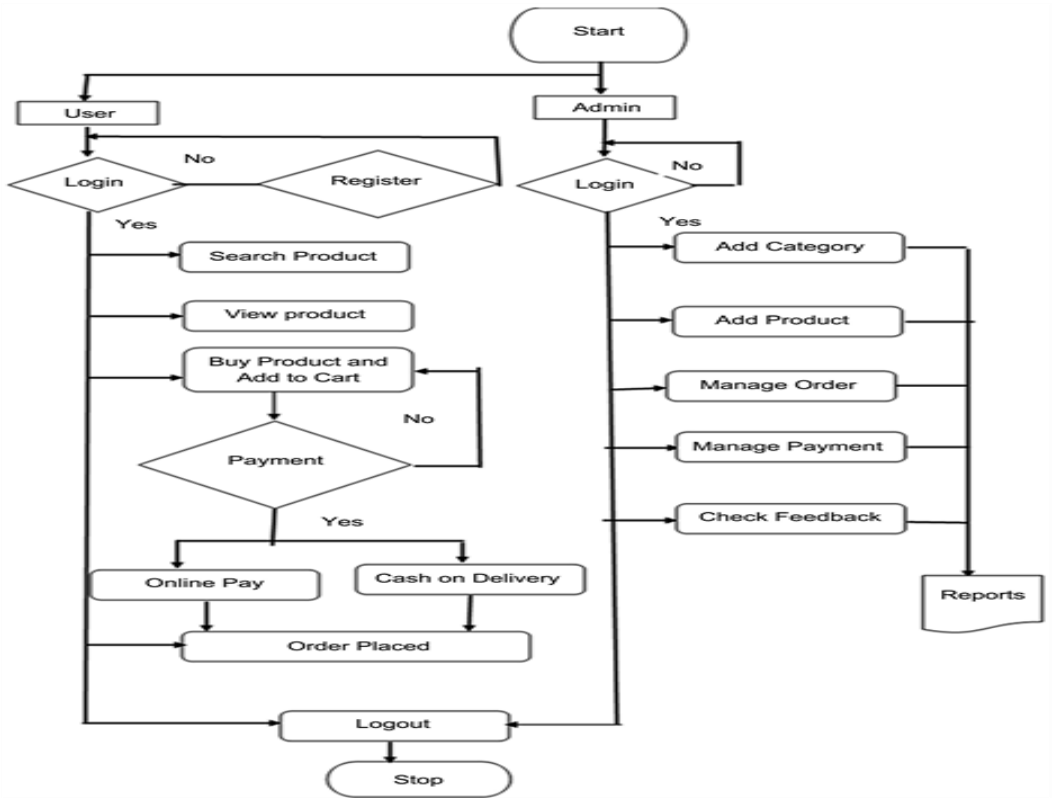 Start
User
Admin
No
Login
Register
No
Login
Yes
Yes
Search Product
Add Category
View product
Add Product
Buy Product and
Add to Cart
Manage Order
No
Payment
Manage Payment
Yes
Check Feedback
Online Pay
Cash on Delivery
Reports
Order Placed
Logout
Stop